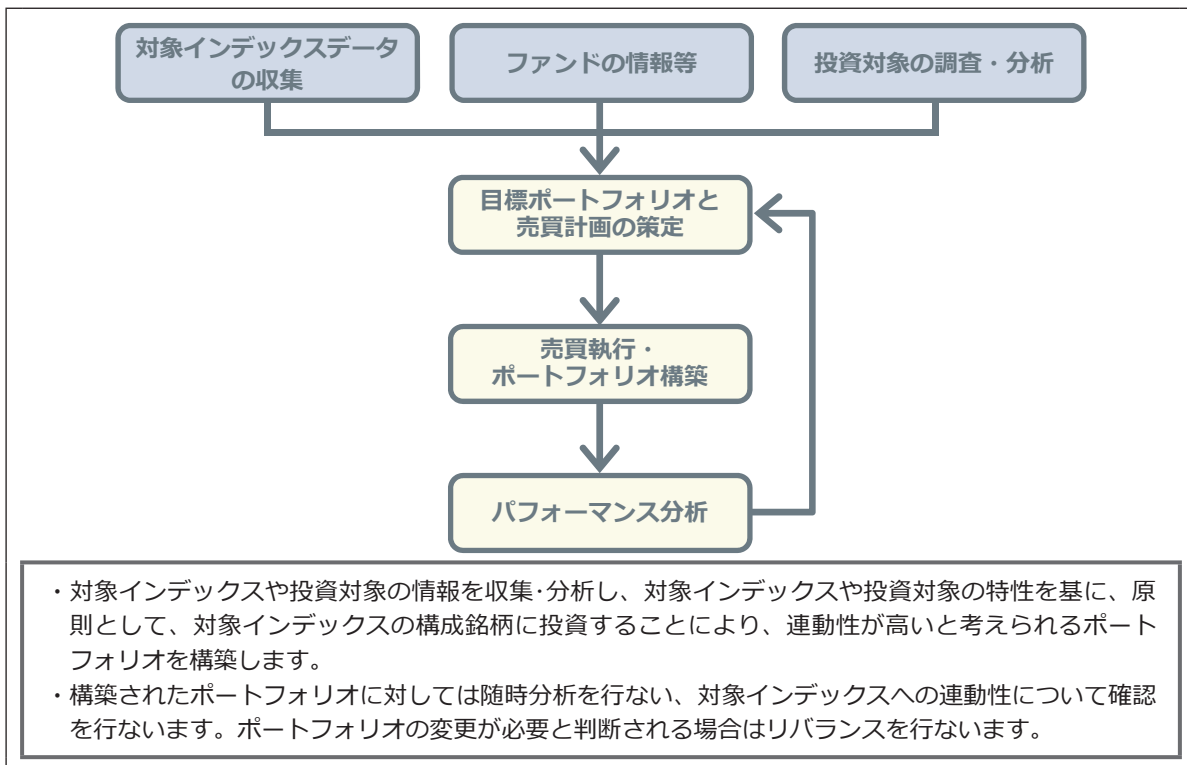 対象インデックスデータ
の収集
ファンドの情報等
投資対象の調査・分析
目標ポートフォリオと
売買計画の策定
売買執行・
ポートフォリオ構築
パフォーマンス分析
・対象インデックスや投資対象の情報を収集・分析し、対象インデックスや投資対象の特性を基に、原
則として、対象インデックスの構成銘柄に投資することにより、連動性が高いと考えられるポート
フォリオを構築します。
・構築されたポートフォリオに対しては随時分析を行ない、対象インデックスへの連動性について確認
を行ないます。ポートフォリオの変更が必要と判断される場合はリバランスを行ないます。